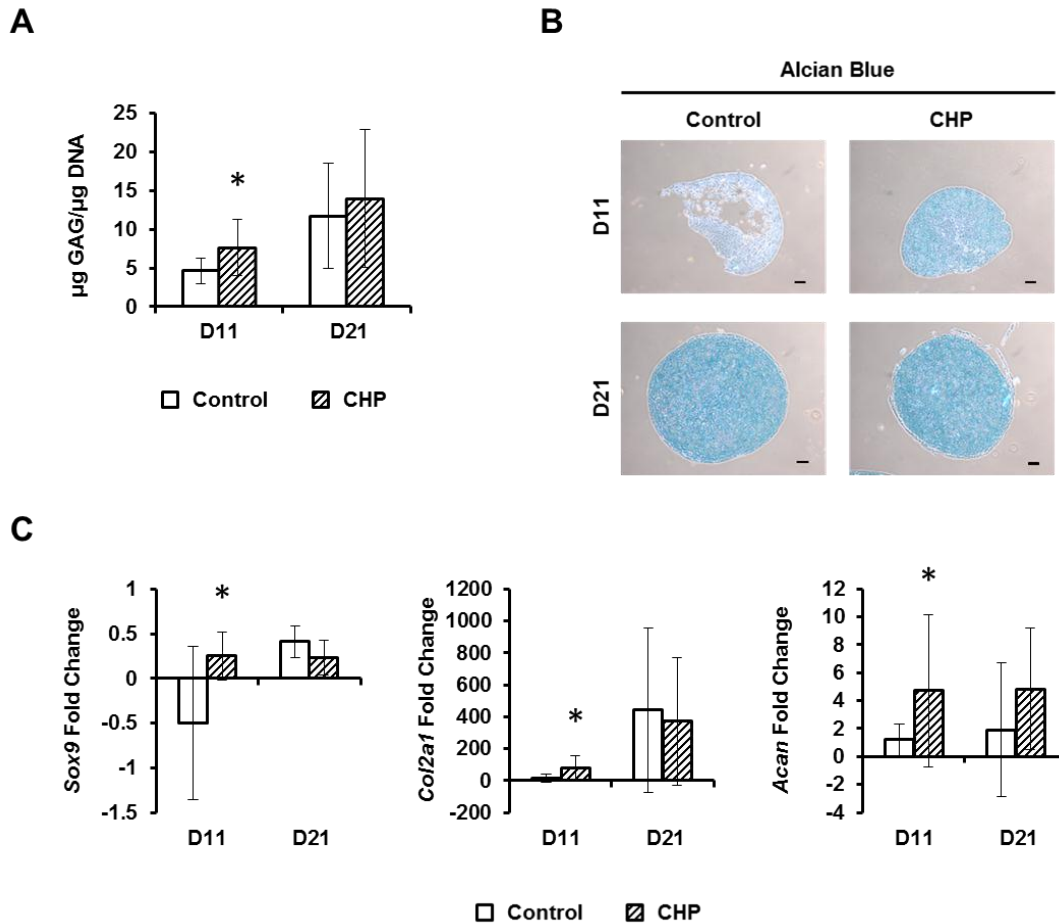 A
µg GAG/µg DNA
25
20
15
10
5
0
*
D11
D21
Control
CHP
B
Alcian Blue
Control
CHP
D11
D21
C
Sox9 Fold Change
1
0.5
0
-0.5
-1
-1.5
*
D11
D21
Col2a1 Fold Change
1200
1000
800
600
400
200
0
-200
*
D11
D21
Acan Fold Change
12
10
8
6
4
2
0
-2
-4
*
D11
D21
Control
CHP